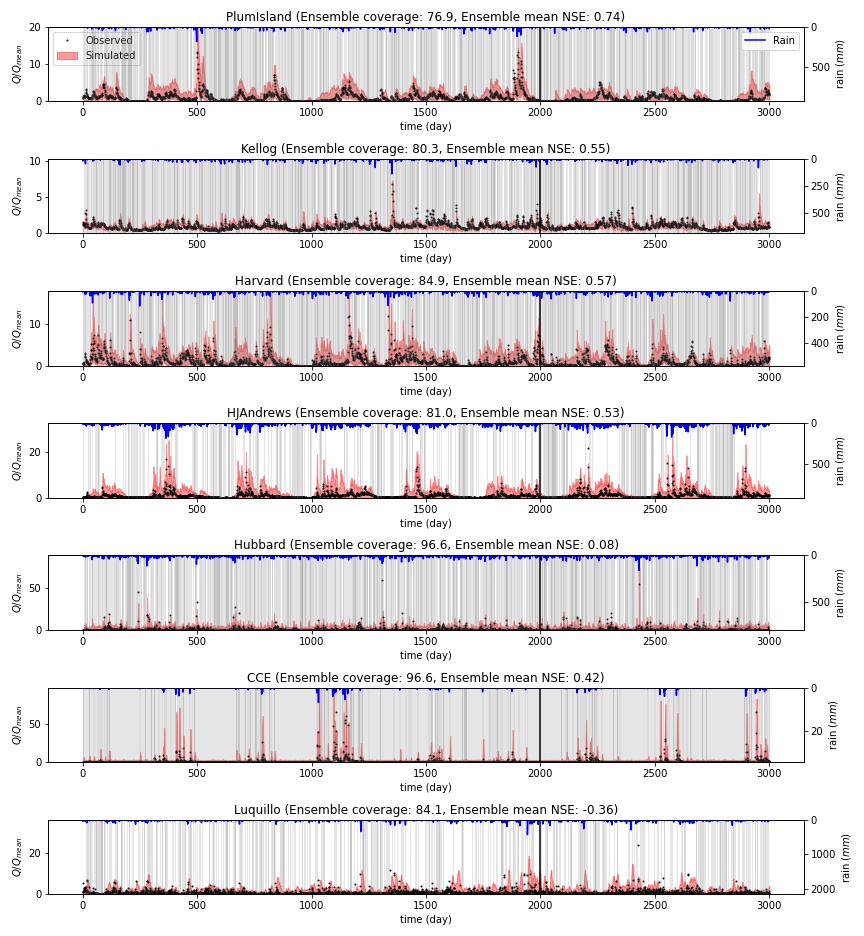 PlumIsland (Ensemble coverage: 76.9, Ensemble mean NSE: 0.74)
20
10
0
Q/Qmean
Observed
Simulated
Rain
0
500
rain (mm)
0 500 1000 1500 2000 2500 3000
time (day)
Kellog (Ensemble coverage: 80.3, Ensemble mean NSE: 0.55)
10
5
0
Q/Qmean
0
250
500
rain (mm)
0 500 1000 1500 2000 2500 3000
time (day)
Harvard (Ensemble coverage: 84.9, Ensemble mean NSE: 0.57)
10
0
Q/Qmean
0
200
400
rain (mm)
0 500 1000 1500 2000 2500 3000
time (day)
HJAndrews (Ensemble coverage: 81.0, Ensemble mean NSE: 0.53)
20
0
Q/Qmean
0
500
rain (mm)
0 500 1000 1500 2000 2500 3000
time (day)
Hubbard (Ensemble coverage: 96.6, Ensemble mean NSE: 0.08)
50
0
Q/Qmean
0
500
rain (mm)
0 500 1000 1500 2000 2500 3000
time (day)
CCE (Ensemble coverage: 96.6, Ensemble mean NSE: 0.42)
50
0
Q/Qmean
0
20
rain (mm)
0 500 1000 1500 2000 2500 3000
time (day)
Luquillo (Ensemble coverage: 84.1, Ensemble mean NSE: -0.36)
20
0
Q/Qmean
0
1000
2000
rain (mm)
0 500 1000 1500 2000 2500 3000
time (day)